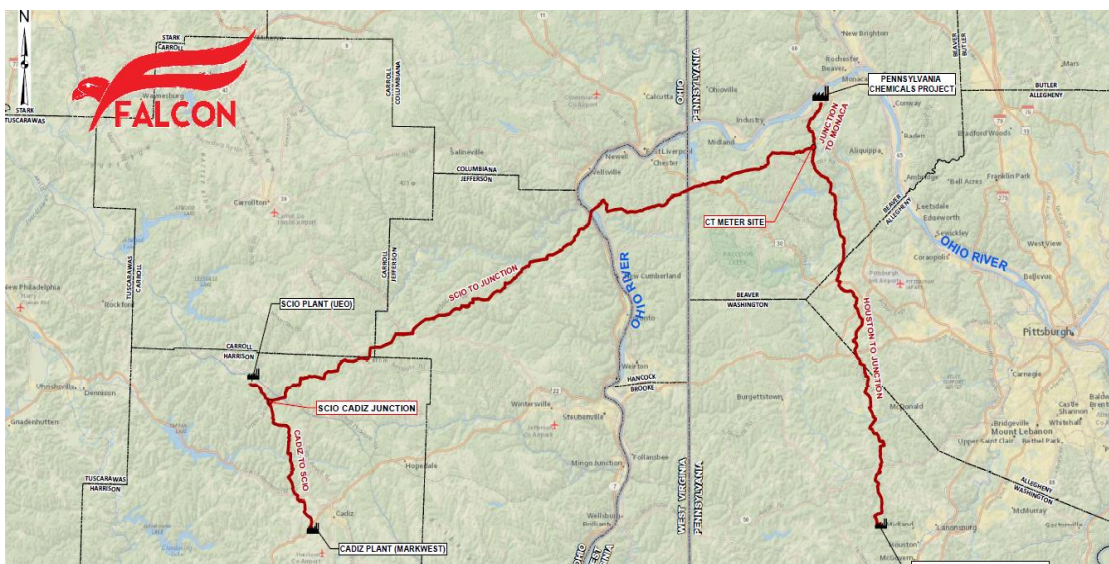 N
FALCON
STARK
CARROLL
STARK
TUSCARAWAS
Waynesburg
CARROLL
COLUMBIANA
COLUMBIANA
JEFFERSON
CARROLL
JEFFERSON
TUSCARAWAS
CARROLL
CARROLL
HARRISON
TUSCARAWAS
HARRISON
Salineville
Carrollton
New Philadelphia
Rockford
Uhrichsville
Dennison
Gnadenhutten
SCIO PLANT (UEO)
SCIO CADIZ JUNCTION
CADIZ TO SCIO
CADIZ PLANT (MARKWEST)
Cadiz
Hopedale
SCIO TO JUNCTION
Wintersville
Steubenville
Mingo Junction
Follansbee
Wellsburg
Brilliant
Weirton
HANCOCK
BROOKE
New Cumberland
Toronto
OHIO RIVER
Wellsville
Newell
Chester
East Liverpool
Calcutta
OHIO
PENNSYLVANIA
WEST VIRGINIA
PENNSYLVANIA
Ohioville
Midland
Industry
New Brighton
Rochester
Beaver
Monaca
PENNSYLVANIA
CHEMICALS PROJECT
JUNCTION
TO MONACA
CT METER SITE
Conway
Baden
Aliquippa
Ambridge
Leetsdale
Edgeworth
Sewickley
Coraopolis
BEAVER
BUTLER
BUTLER
ALLEGHENY
Mars
Bradford Woods
Bell Acres
Franklin Park
BEAVER
ALLEGHENY
OHIO RIVER
West View
Bellevue
Pittsburgh
BEAVER
WASHINGTON
HOUSTON TO JUNCTION
Burgettstown
McDonald
Carnegie
Castle
Shannon
Bridgeville
Whitehall
Mount Lebanon
Upper Saint Clair
Bethel Park
ALLEGHENY
WASHINGTON
McMurray
Midland
Canonsburg
McGovern
Houston